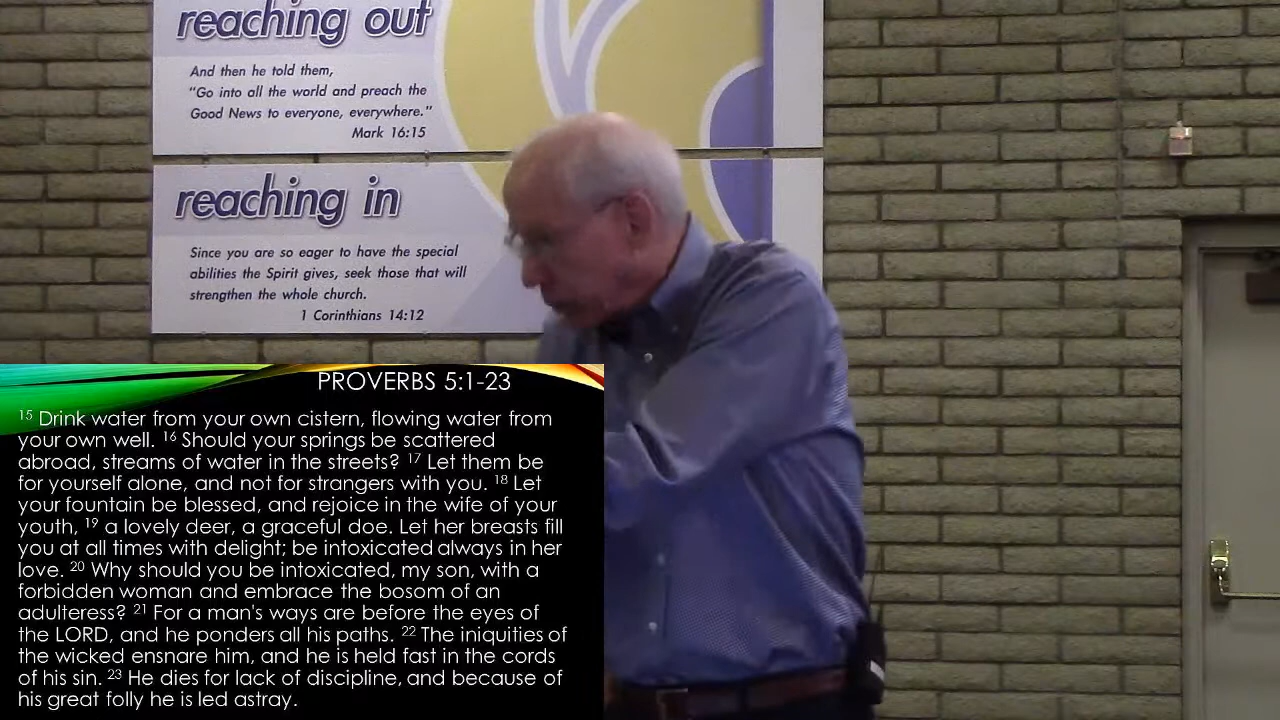 reaching out
And then he told them,
"Go into all the world and preach the
Good News to everyone, everywhere."
Mark 16:15
reaching in
Since you are so eager to have the special
abilities the Spirit gives, seek those that will
strengthen the whole church.
1 Corinthians 14:12
PROVERBS 5:1-23
15 Drink water from your own cistern, flowing water from
your own well. 16 Should your springs be scattered
abroad, streams of water in the streets? 17 Let them be
for yourself alone, and not for strangers with you. 18 Let
your fountain be blessed, and rejoice in the wife of your
youth, 19 a lovely deer, a graceful doe. Let her breasts fill
you at all times with delight; be intoxicated always in her
love. 20 Why should you be intoxicated, my son, with a
forbidden woman and embrace the bosom of an
adulteress? 21 For a man's ways are before the eyes of
the LORD, and he ponders all his paths. 22 The iniquities of
the wicked ensnare him, and he is held fast in the cords
of his sin. 23 He dies for lack of discipline, and because of
his great folly he is led astray.